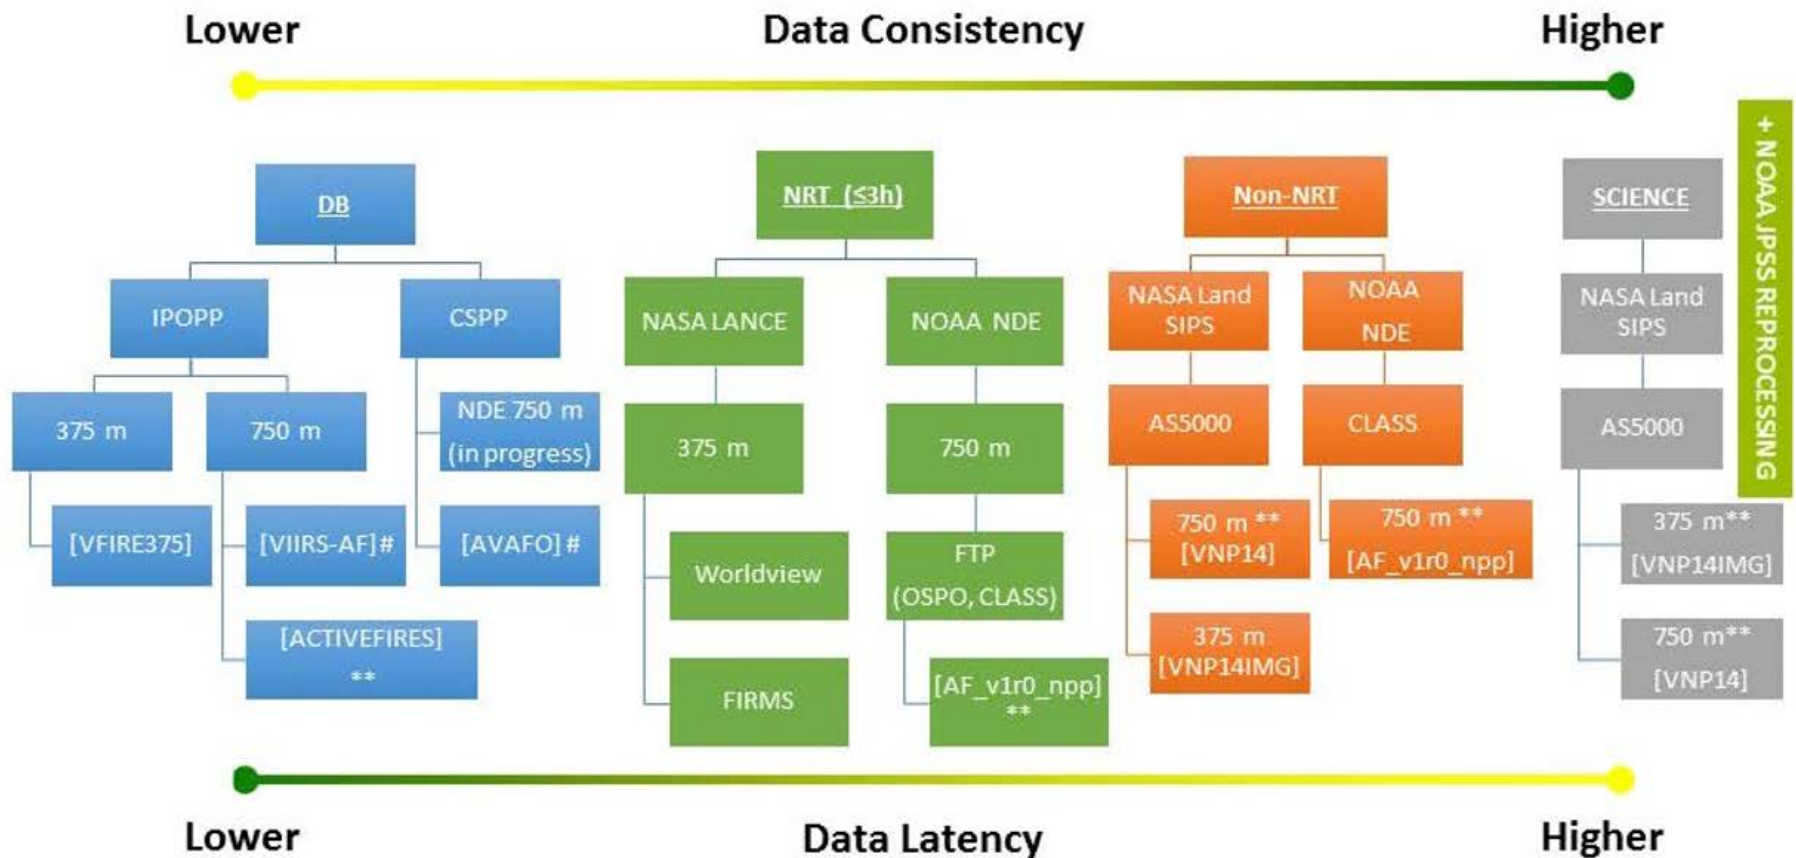 Lower
Data Consistency
Higher
DB
IPOPP
CSPP
375 m
750 m
NDE 750 m
(in progress)
[VFIRE375]
[VIIRS-AF]#
[AVAFO] #
[ACTIVEFIRES]
**
NRT (≤3h)
NASA LANCE
NOAA NDE
375 m
750 m
Worldview
FTP
(OSPO, CLASS)
FIRMS
[AF_v1r0_npp]
**
Non-NRT
NASA Land
SIPS
NOAA
NDE
AS5000
CLASS
750 m **
[VNP14]
750 m **
[AF_v1r0_npp]
375 m
[VNP14IMG]
SCIENCE
NASA Land
SIPS
AS5000
375 m**
[VNP14IMG]
750 m**
[VNP14]
+ NOAA JPSS REPROCESSING
Lower
Data Latency
Higher